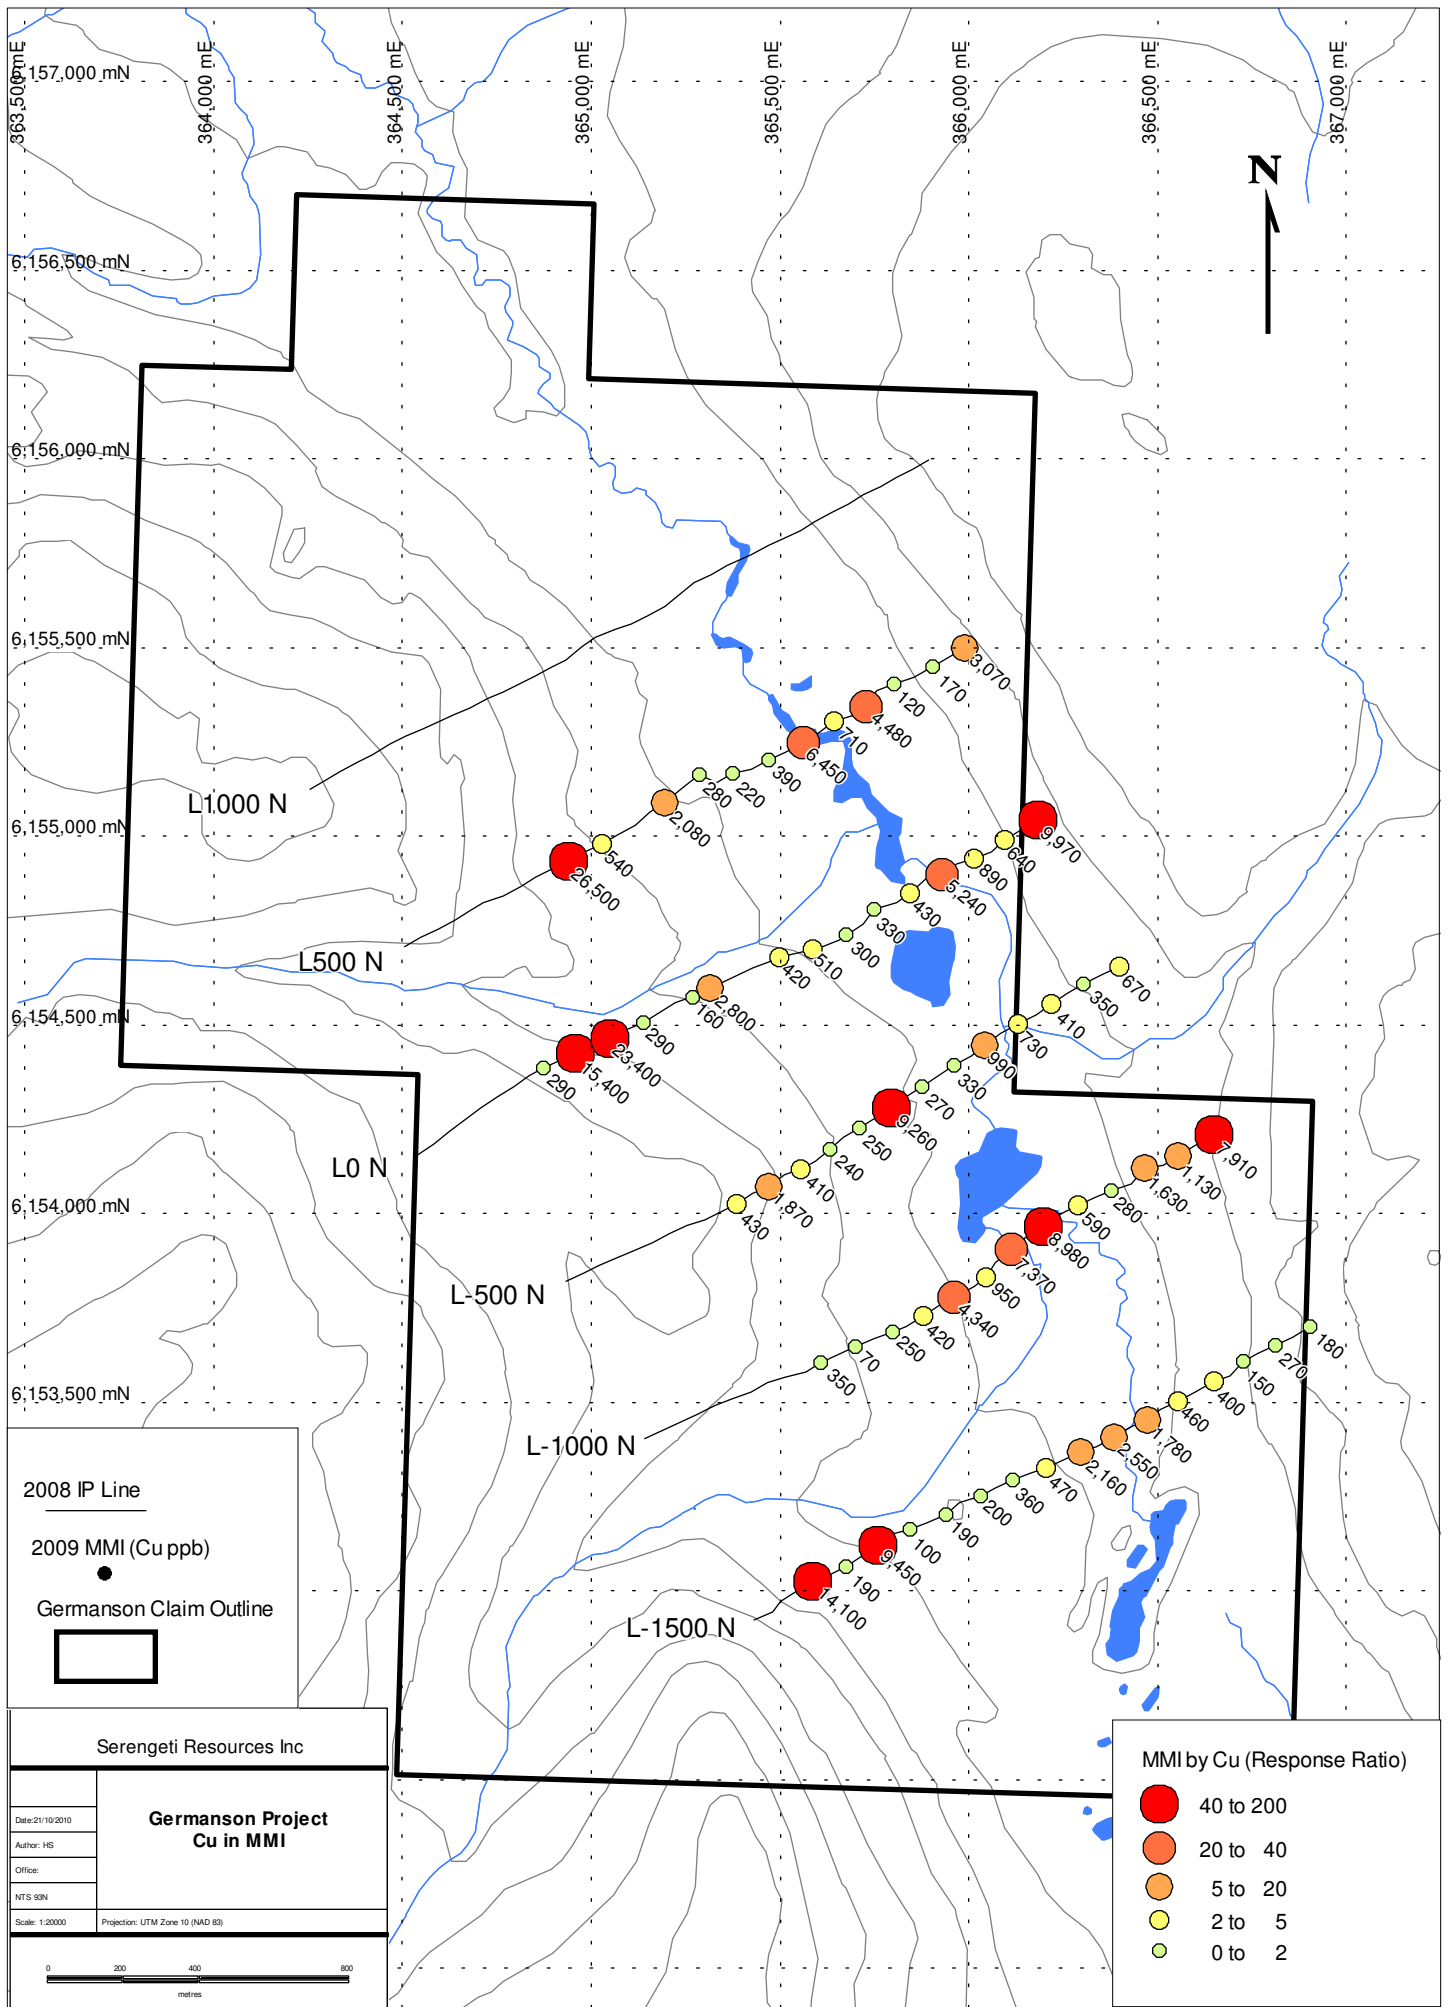 363,500 mE
364,000 mE
364,500 mE
365,000 mE
365,500 mE
366,000 mE
366,500 mE
367,000 mE
6,157,000 mN
N
6,156,500 mN
6,156,000 mN
6,155,500 mN
6,155,000 mN
6,154,500 mN
6,154,000 mN
6,153,500 mN
L1000 N
L500 N
26,500
540
2,080
280
220
390
6,450
710
4,480
120
170
3,070
L0 N
290
15,400
23,400
290
160
2,800
420
510
300
330
430
5,240
890
640
9,970
L-500 N
430
1,870
410
240
250
9,260
270
330
990
730
410
350
670
L-1000 N
350
70
250
420
4,340
950
7,370
8,980
590
280
1,630
1,130
7,910
L-1500 N
14,100
190
9,450
100
190
200
360
470
2,160
2,550
1,780
460
400
150
270
180
2008 IP Line
2009 MMI (Cu ppb)
Germanson Claim Outline
Serengeti Resources Inc
Germanson Project
Cu in MMI
Date:21/10/2010
Author: HS
Office:
NTS 93N
Scale: 1:20000
Projection: UTM Zone 10 (NAD 83)
0 200 400 800
metres
MMI by Cu (Response Ratio)
40 to 200
20 to 40
5 to 20
2 to 5
0 to 2